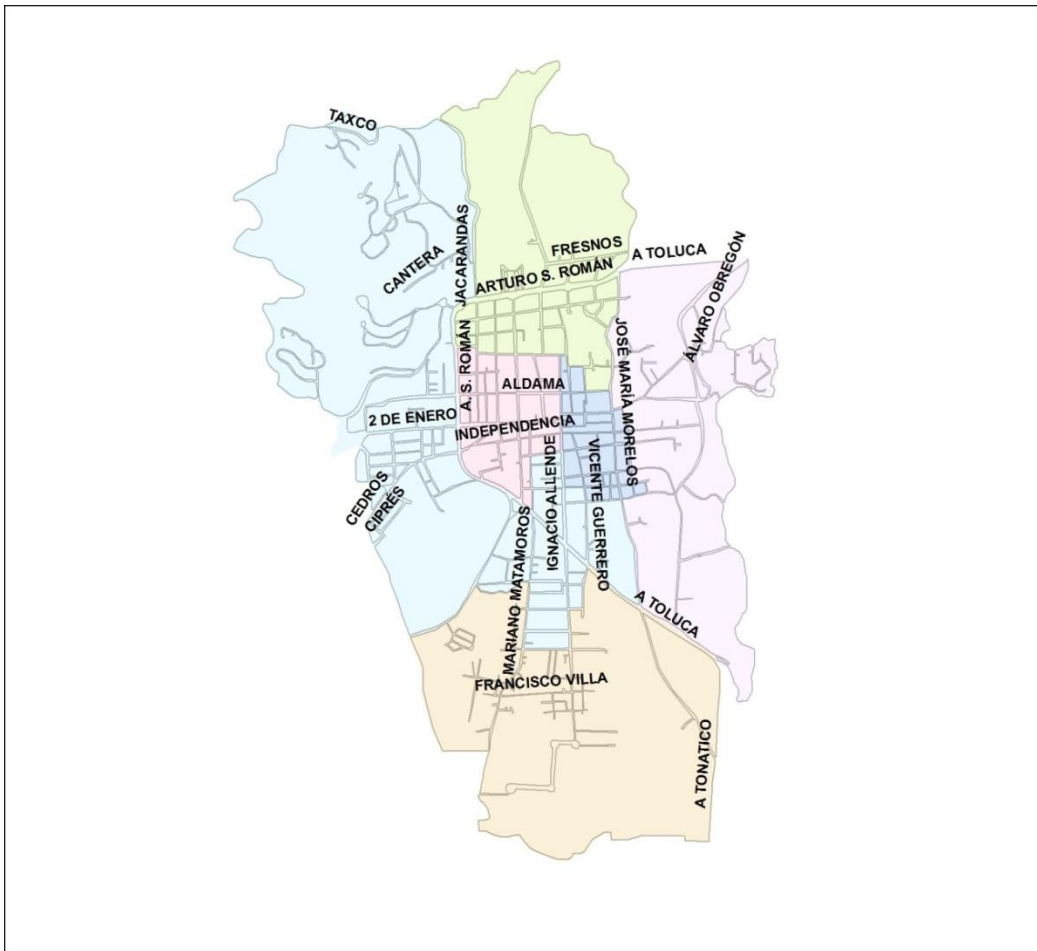 TAXCO
FRESNOS
A TOLUCA
CANTERA
JACARANDAS
ARTURO S. ROMÁN
ÁLVARO OBREGÓN
A. S. ROMÁN
JOSÉ MARÍA MORELOS
ALDAMA
2 DE ENERO
INDEPENDENCIA
CEDROS
CIPRÉS
IGNACIO ALLENDE
VICENTE GUERRERO
MARIANO MATAMOROS
A TOLUCA
FRANCISCO VILLA
A TONATICO